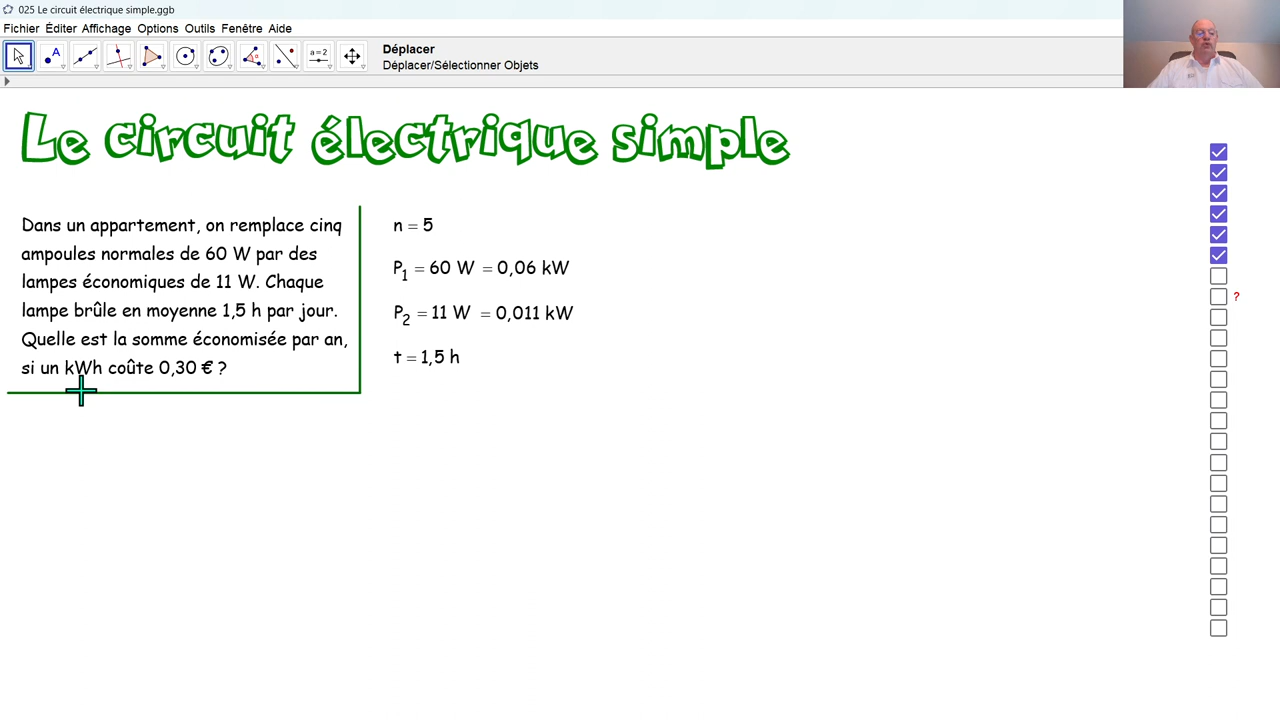 025 Le circuit électrique simple.ggb
Fichier Éditer Affichage Options Outils Fenêtre Aide
A
a=2
Déplacer
Déplacer/Sélectionner Objets
Le circuit électrique simple
Dans un appartement, on remplace cinq
ampoules normales de 60 W par des
lampes économiques de 11 W. Chaque
lampe brûle en moyenne 1,5 h par jour.
Quelle est la somme économisée par an,
si un kWh coûte 0,30 € ?
n = 5
P1 = 60 W = 0,06 kW
P2 = 11 W = 0,011 kW
t = 1,5 h
?